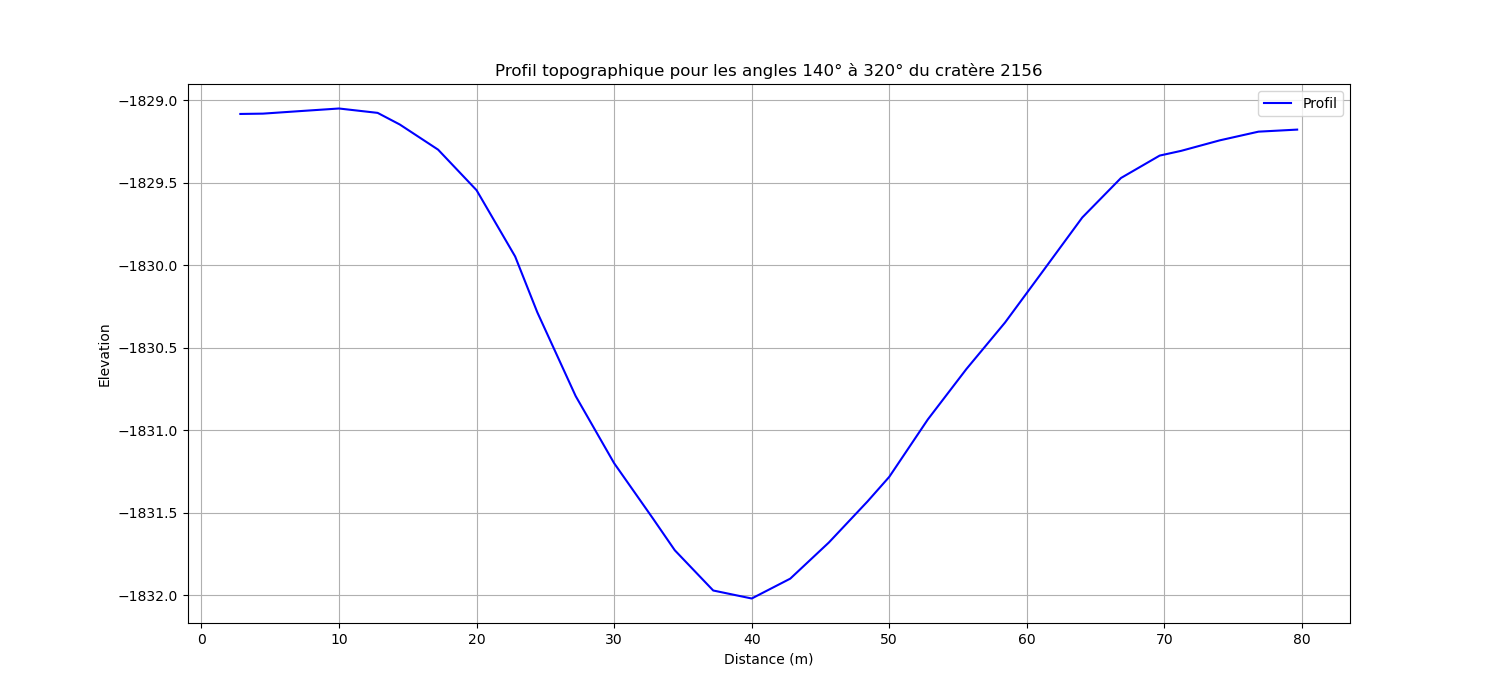 Profil topographique pour les angles 140° à 320° du cratère 2156
Profil
Elevation
−1829.0
−1829.5
−1830.0
−1830.5
−1831.0
−1831.5
−1832.0
0 10 20 30 40 50 60 70 80
Distance (m)